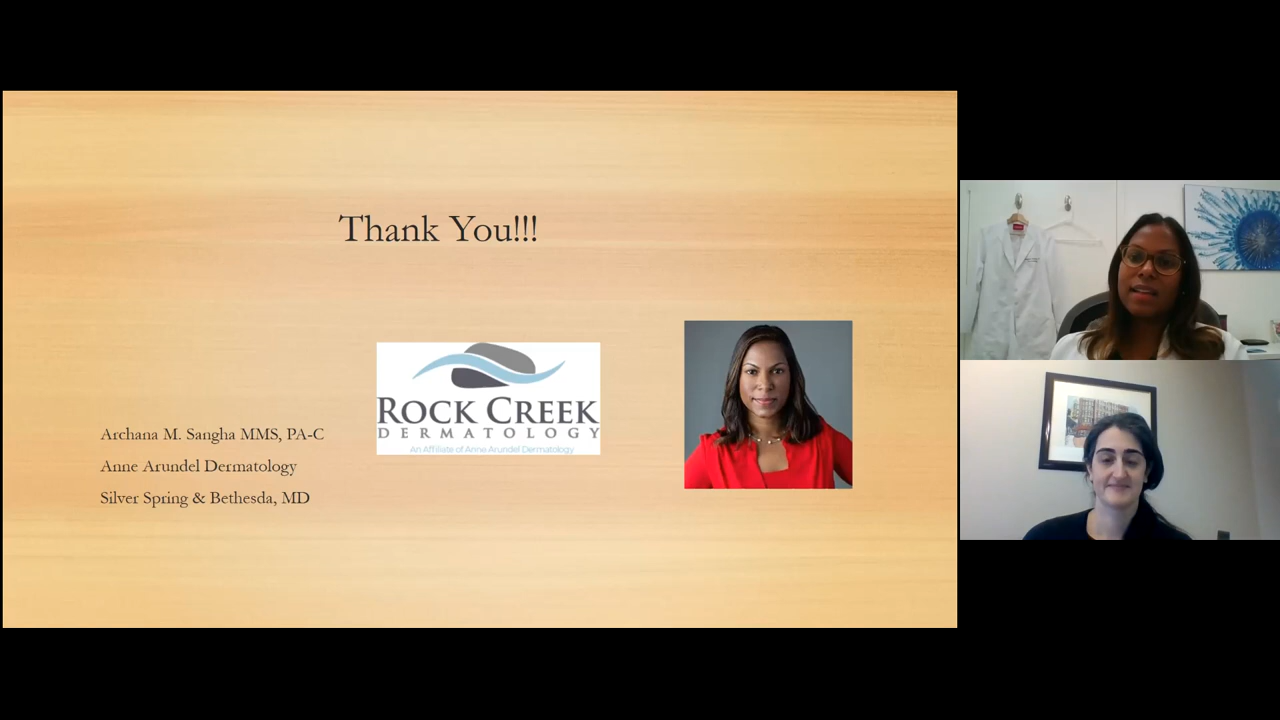 Thank You!!!
ROCK CREEK
DERMATOLOGY
An Affiliate of Anne Arundel Dermatology
Archana M. Sangha MMS, PA-C
Anne Arundel Dermatology
Silver Spring & Bethesda, MD